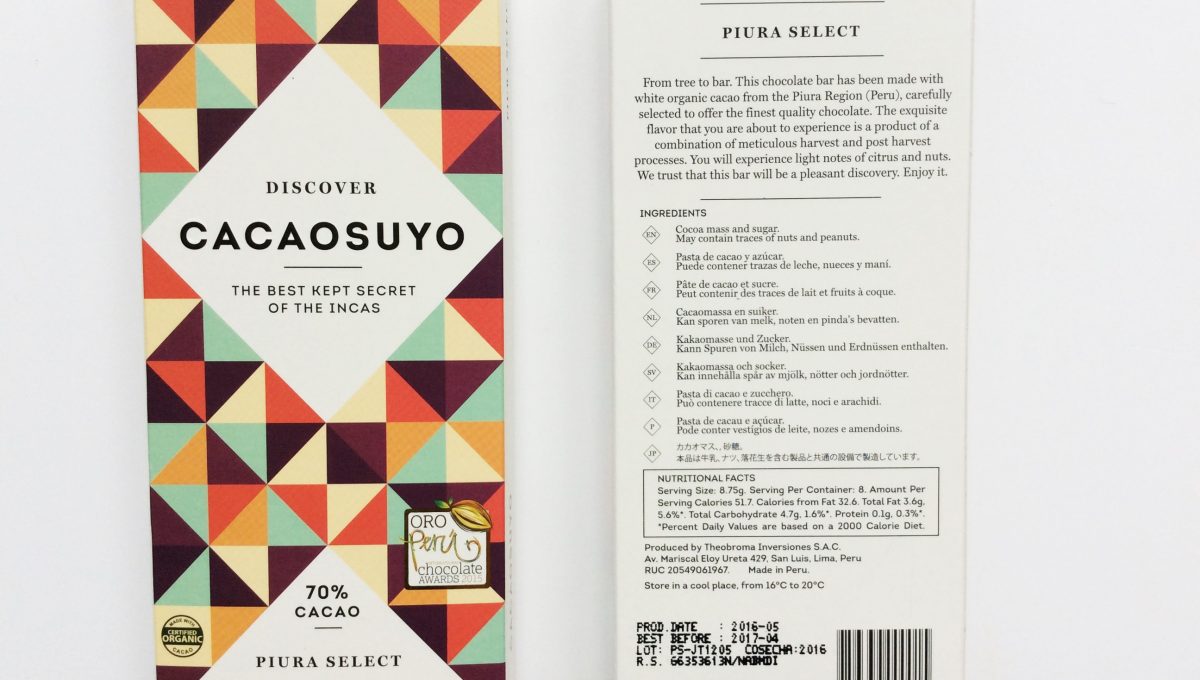 DISCOVER
CACAOSUYO
THE BEST KEPT SECRET
OF THE INCAS
ORO
Perú
chocolate
AWARDS 2015
70%
CACAO
MADE WITH
CERTIFIED
ORGANIC
CACAO
PIURA SELECT
PIURA SELECT
From tree to bar. This chocolate bar has been made with
white organic cacao from the Piura Region (Peru), carefully
selected to offer the finest quality chocolate. The exquisite
flavor that you are about to experience is a product of a
combination of meticulous harvest and post harvest
processes. You will experience light notes of citrus and nuts.
We trust that this bar will be a pleasant discovery. Enjoy it.
INGREDIENTS
EN Cocoa mass and sugar.
May contain traces of nuts and peanuts.
ES Pasta de cacao y azúcar.
Puede contener trazas de leche, nueces y maní.
FR Pâte de cacao et sucre.
Peut contenir des traces de lait et fruits à coque.
NL Cacaomassa en suiker.
Kan sporen van melk, noten en pinda's bevatten.
DE Kakaomasse und Zucker.
Kann Spuren von Milch, Nüssen und Erdnüssen enthalten.
SV Kakaomassa och socker.
Kan innehålla spår av mjölk, nötter och jordnötter.
IT Pasta di cacao e zucchero.
Può contenere tracce di latte, noci e arachidi.
P Pasta de cacau e açúcar.
Pode conter vestígios de leite, nozes e amendoins.
JP カカオマス、, 砂糖。
本品は牛乳、ナツ、落花生を含む製品と共通の設備で製造しています。
NUTRITIONAL FACTS
Serving Size: 8.75g. Serving Per Container: 8. Amount Per
Serving Calories 51.7. Calories from Fat 32.6. Total Fat 3.6g,
5.6%*. Total Carbohydrate 4.7g, 1.6%*. Protein 0.1g, 0.3%*.
*Percent Daily Values are based on a 2000 Calorie Diet.
Produced by Theobroma Inversiones S.A.C.
Av. Mariscal Eloy Ureta 429, San Luis, Lima, Peru
RUC 20549061967. Made in Peru.
Store in a cool place, from 16°C to 20°C
PROD.DATE : 2016-05
BEST BEFORE : 2017-04
LOT: PS-JT1205 COSECHA:2016
R.S. 66353613N/NABMDI